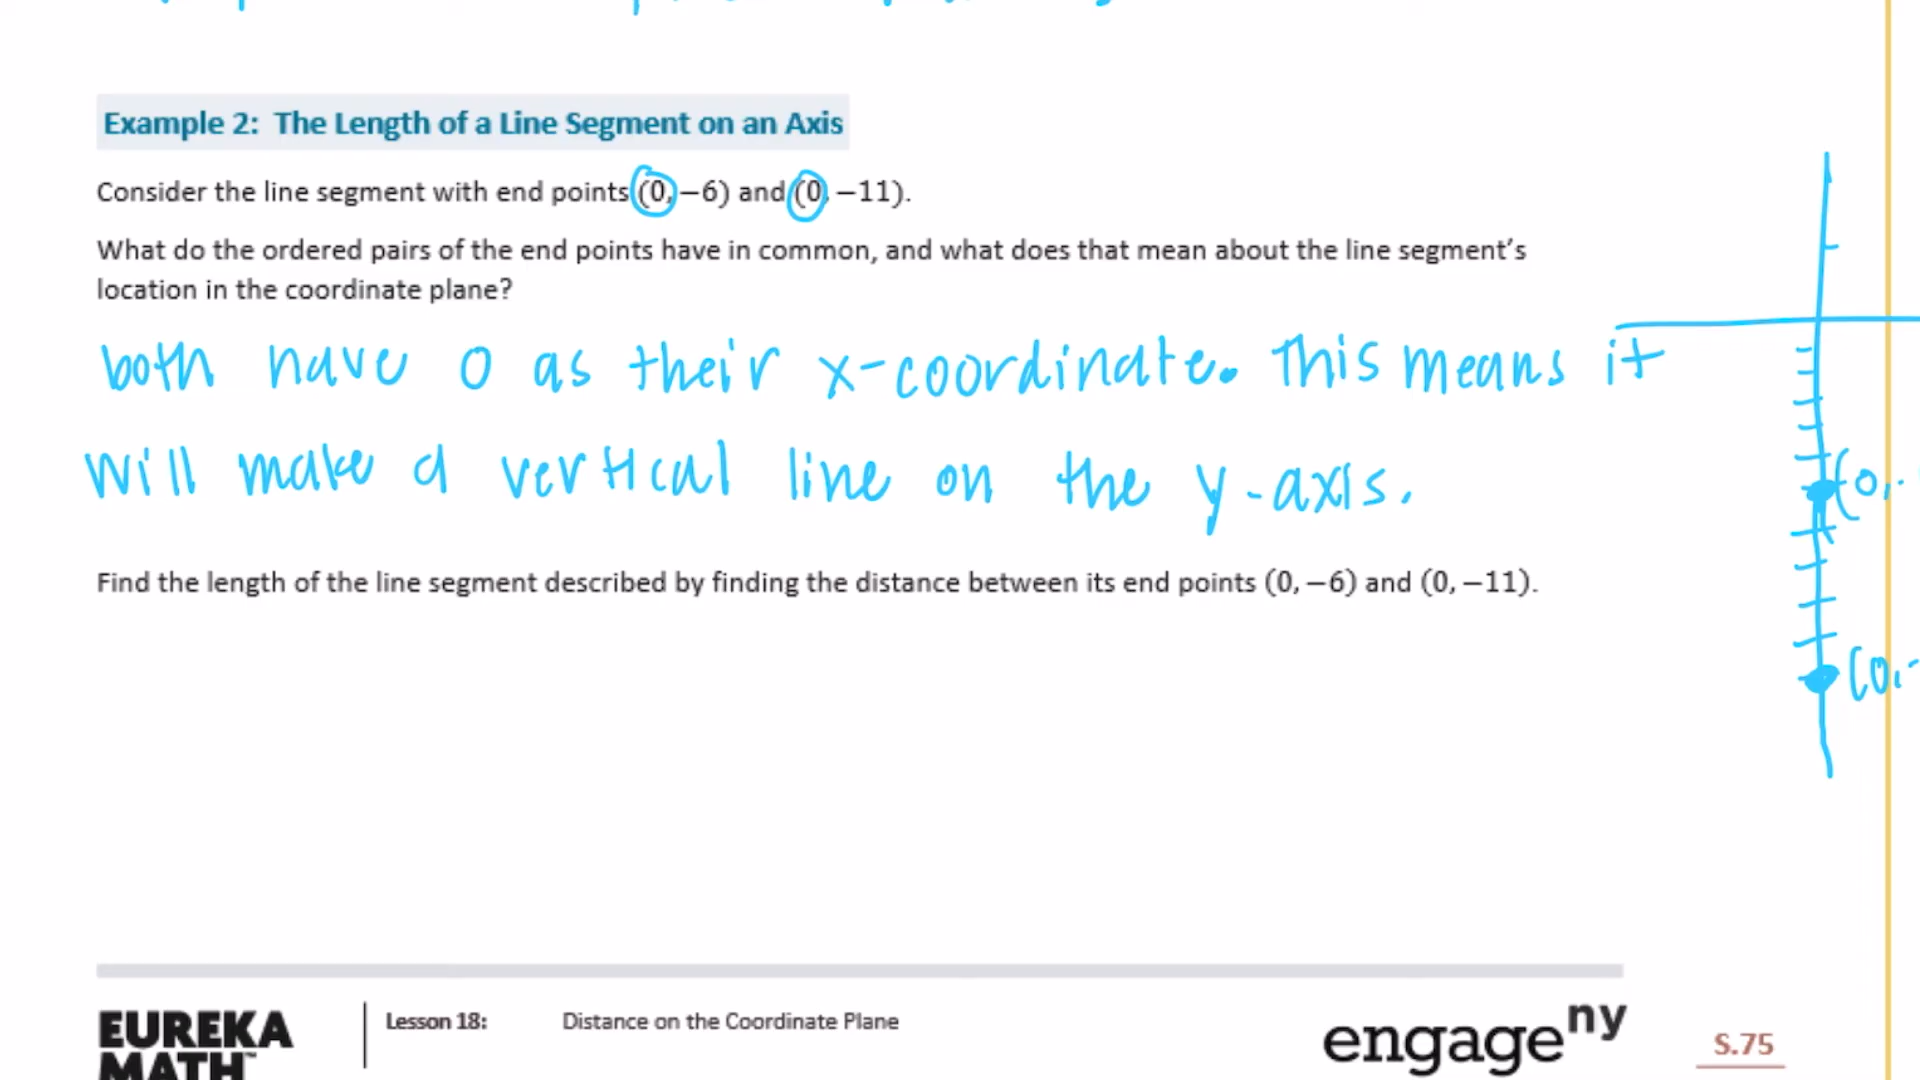 Example 2: The Length of a Line Segment on an Axis
Consider the line segment with end points (0, −6) and (0, −11).
What do the ordered pairs of the end points have in common, and what does that mean about the line segment’s
location in the coordinate plane?
both have 0 as their x-coordinate. This means it
will make a vertical line on the y-axis.
(0,-
Find the length of the line segment described by finding the distance between its end points (0, −6) and (0, −11).
(0,-
EUREKA
MATH™
Lesson 18:
Distance on the Coordinate Plane
engage ny
S.75